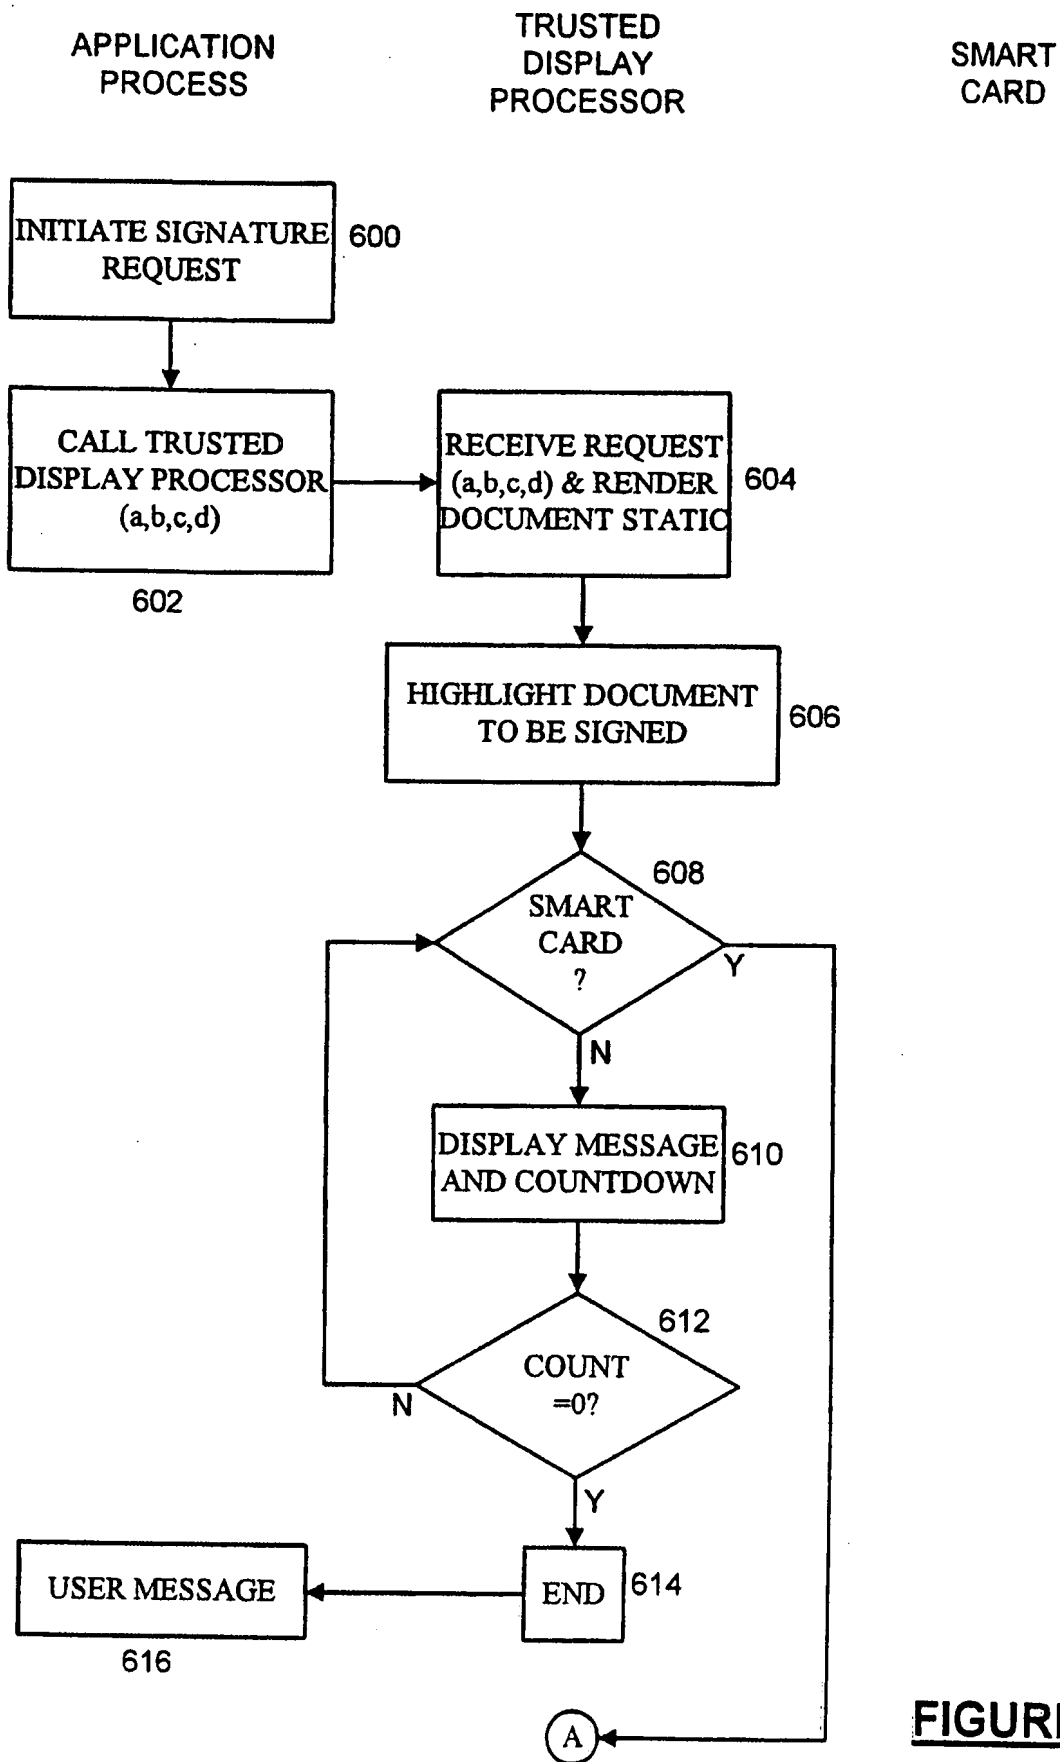 APPLICATION
PROCESS
TRUSTED
DISPLAY
PROCESSOR
SMART
CARD
INITIATE SIGNATURE
REQUEST
600
CALL TRUSTED
DISPLAY PROCESSOR
(a,b,c,d)
602
RECEIVE REQUEST
(a,b,c,d) & RENDER
DOCUMENT STATIC
604
HIGHLIGHT DOCUMENT
TO BE SIGNED
606
608
SMART
CARD
?
Y
N
DISPLAY MESSAGE
AND COUNTDOWN
610
612
COUNT
=0?
N
Y
USER MESSAGE
616
END
614
A
FIGURE